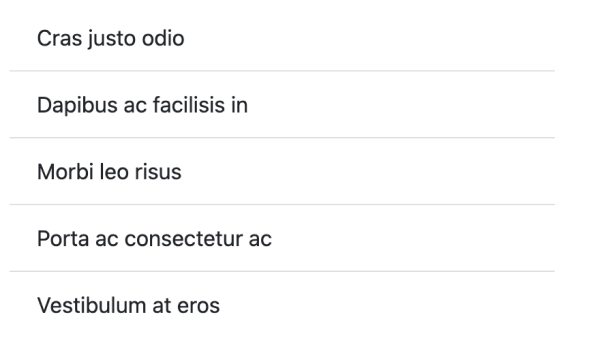 Cras justo odio
Dapibus ac facilisis in
Morbi leo risus
Porta ac consectetur ac
Vestibulum at eros